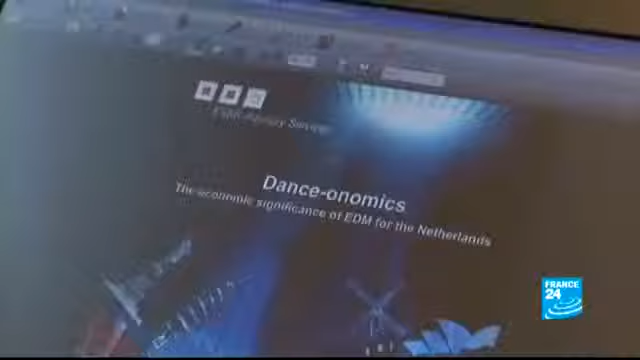 Dance-onomics
The economic significance of EDM for the Netherlands
FRANCE
24